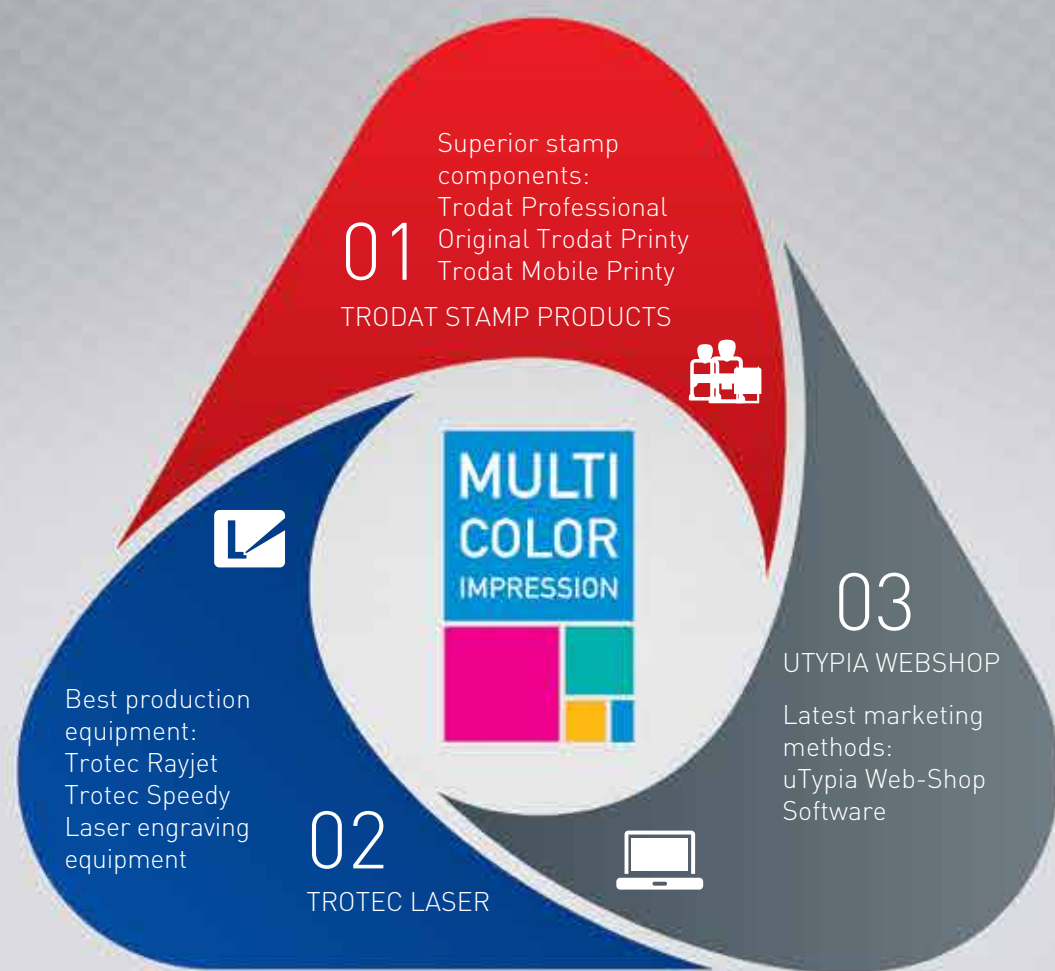 Superior stamp
components:
Trodat Professional
Original Trodat Printy
Trodat Mobile Printy
01
TRODAT STAMP PRODUCTS
MULTI
COLOR
IMPRESSION
Best production
equipment:
Trotec Rayjet
Trotec Speedy
Laser engraving
equipment
02
TROTEC LASER
03
UTYPIA WEBSHOP
Latest marketing
methods:
uTypia Web-Shop
Software